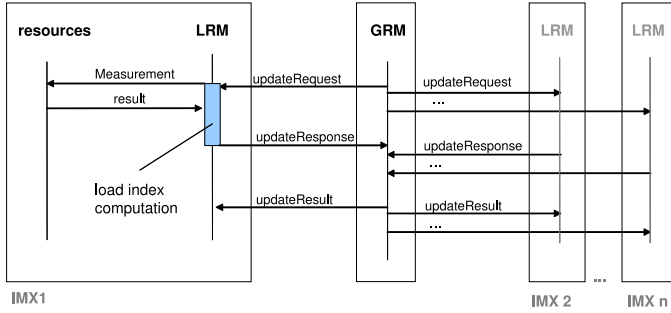 resources LRM GRM LRM LRM
Measurement updateRequest updateRequest
result ...
updateResponse updateResponse
...
load index
computation
updateResult updateResult
...
...
IMX1 IMX 2 IMX n